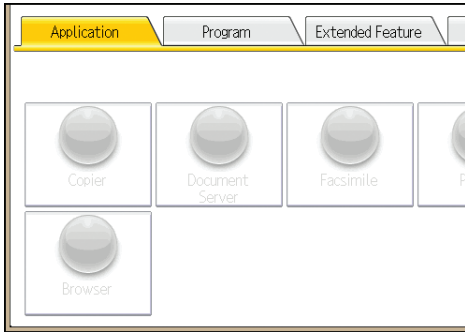 Application Program Extended Feature
Copier Document Server Facsimile P
Browser